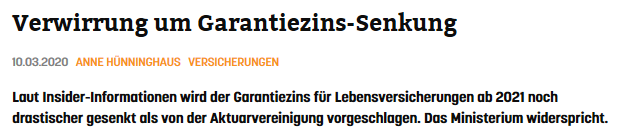 Verwirrung um Garantiezins-Senkung
10.03.2020 ANNE HÜNNINGHAUS VERSICHERUNGEN
Laut Insider-Informationen wird der Garantiezins für Lebensversicherungen ab 2021 noch
drastischer gesenkt als von der Aktuarvereinigung vorgeschlagen. Das Ministerium widerspricht.